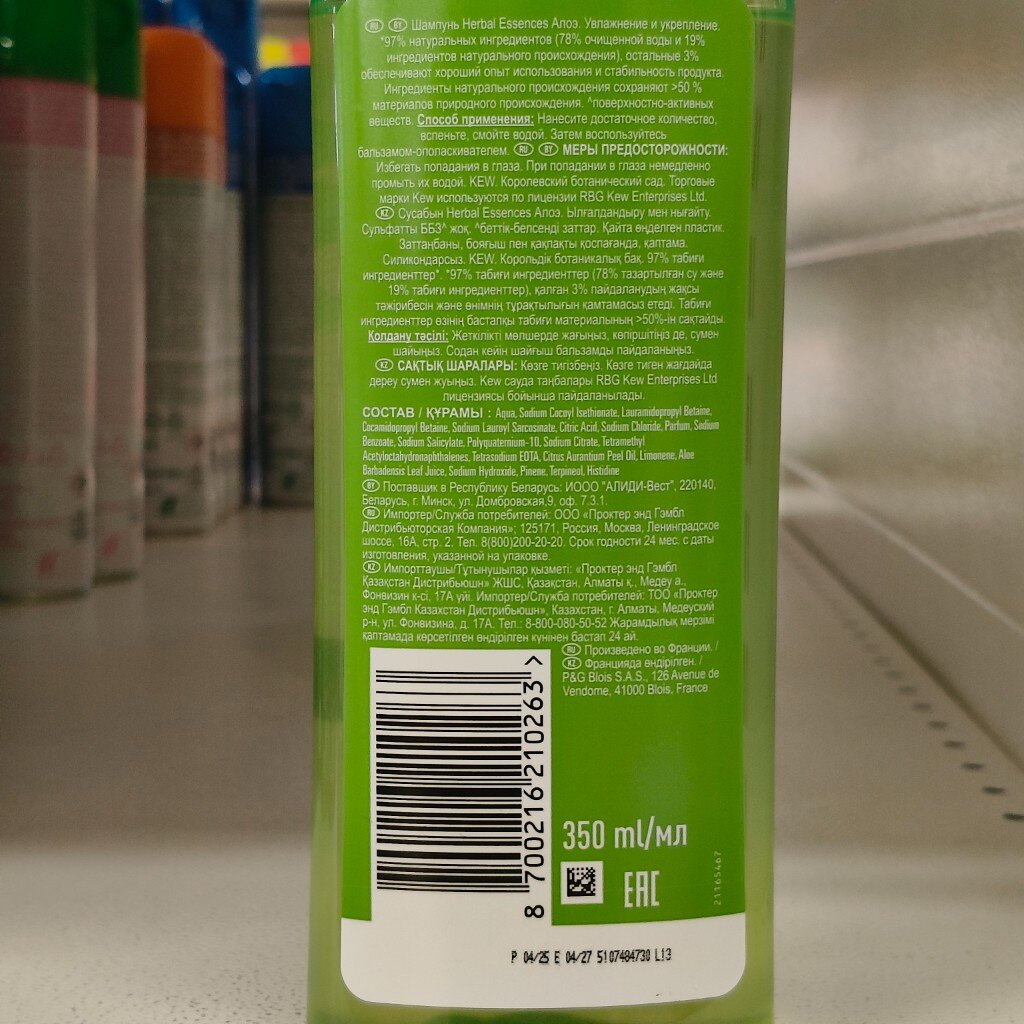 RU BY Шампунь Herbal Essences Алоэ. Увлажнение и укрепление.
*97% натуральных ингредиентов (78% очищенной воды и 19%
ингредиентов натурального происхождения), остальные 3%
обеспечивают хороший опыт использования и стабильность продукта.
Ингредиенты натурального происхождения сохраняют >50 %
материалов природного происхождения. ^поверхностно-активных
веществ. Способ применения: Нанесите достаточное количество,
вспеньте, смойте водой. Затем воспользуйтесь
бальзамом-ополаскивателем. RU BY МЕРЫ ПРЕДОСТОРОЖНОСТИ:
Избегать попадания в глаза. При попадании в глаза немедленно
промыть их водой. KEW. Королевский ботанический сад. Торговые
марки Kew используются по лицензии RBG Kew Enterprises Ltd.
KZ Сусабын Herbal Essences Алоэ. Ылғалдандыру мен нығайту.
Сульфатты ББЗ^ жоқ. ^беттік-белсенді заттар. Қайта өңделген пластик.
Заттаңбаны, бояғыш пен қақпақты қоспағанда, қаптама.
Силиконdарсыз. KEW. Корольдік ботаникалық бақ. 97% табиғи
ингредиенттер*. *97% табиғи ингредиенттер (78% тазартылған су және
19% табиғи ингредиенттер), қалған 3% пайдаланудың жақсы
тәжірибесін және өнімнің тұрақтылығын қамтамасыз етеді. Табиғи
ингредиенттер өзінің бастапқы табиғи материалының >50%-ін сақтайды.
Қолдану тәсілі: Жеткілікті мөлшерде жағыңыз, көпіртіңіз де, сумен
шайыңыз. Содан кейін шайғыш бальзамды пайдаланыңыз.
KZ САҚТЫҚ ШАРАЛАРЫ: Көзге тигізбеңіз. Көзге тиген жағдайда
дереу сумен жуыңыз. Kew сауда таңбалары RBG Kew Enterprises Ltd
лицензиясы бойынша пайдаланылады.
СОСТАВ / ҚҰРАМЫ : Aqua, Sodium Cocoyl Isethionate, Lauramidopropyl Betaine,
Cocamidopropyl Betaine, Sodium Lauroyl Sarcosinate, Citric Acid, Sodium Chloride, Parfum, Sodium
Benzoate, Sodium Salicylate, Polyquaternium-10, Sodium Citrate, Tetramethyl
Acetyloctahydronaphthalenes, Tetrasodium EDTA, Citrus Aurantium Peel Oil, Limonene, Aloe
Barbadensis Leaf Juice, Sodium Hydroxide, Pinene, Terpineol, Histidine
BY Поставщик в Республику Беларусь: ИООО "АЛИДИ-Вест", 220140,
Беларусь, г. Минск, ул. Домбровская,9, оф. 7.3.1.
RU Импортер/Служба потребителей: ООО «Проктер энд Гэмбл
Дистрибьюторская Компания»; 125171, Россия, Москва, Ленинградское
шоссе, 16А, стр. 2, Тел. 8(800)200-20-20. Срок годности 24 мес. с даты
изготовления, указанной на упаковке.
KZ Импорттаушы/Тұтынушылар қызметі: «Проктер энд Гэмбл
Қазақстан Дистрибьюшн» ЖШС, Қазақстан, Алматы қ., Медеу а.,
Фонвизин к-сі, 17А үйі. Импортер/Служба потребителей: ТОО «Проктер
энд Гэмбл Казахстан Дистрибьюшн», Казахстан, г. Алматы, Медеуский
р-н, ул. Фонвизина, д. 17А. Тел.: 8-800-080-50-52 Жарамдылық мерзімі
қаптамада көрсетілген өндірілген күнінен бастап 24 ай.
RU Произведено во Франции. /
KZ Францияда өндірілген. /
P&G Blois S.A.S., 126 Avenue de
Vendome, 41000 Blois, France
8 700216 210263 >
350 ml/мл
EAC
21165467
P 04/25 E 04/27 5107484730 L13